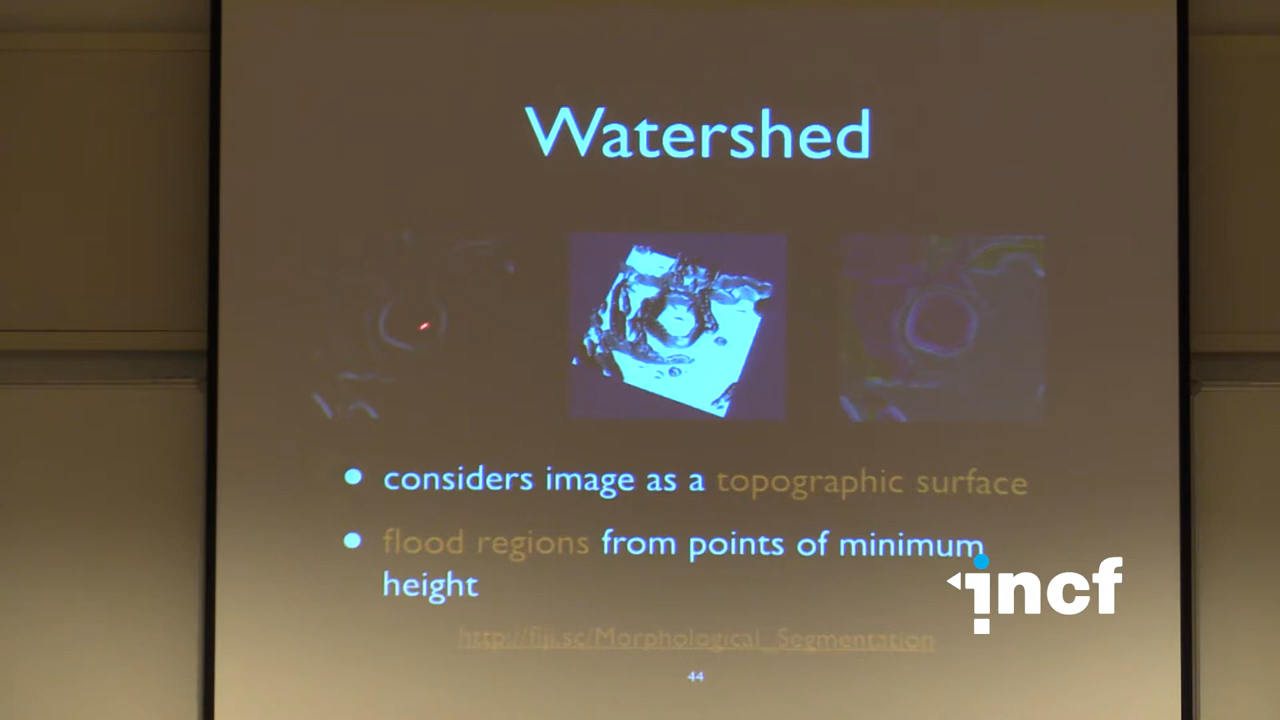 Watershed
considers image as a topographic surface
flood regions from points of minimum
height
http://fiji.sc/Morphological_Segmentation
44
incf